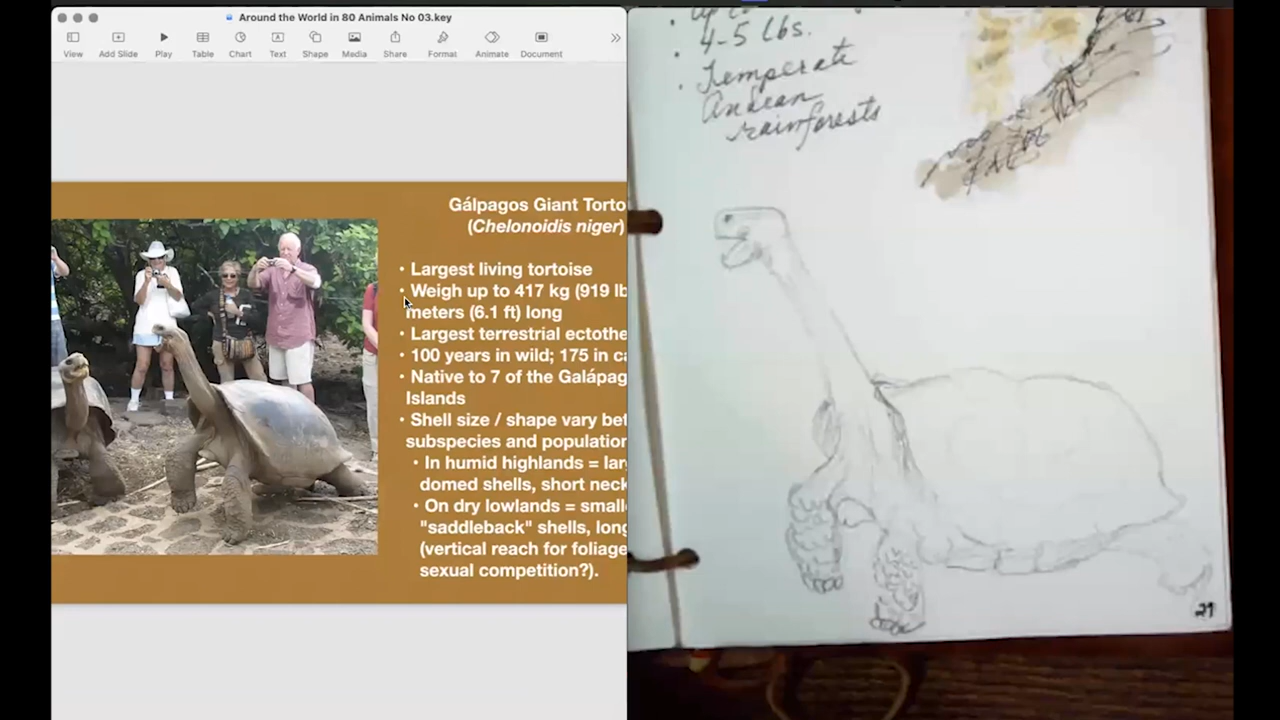 Around the World in 80 Animals No 03.key
View Add Slide Play Table Chart Text Shape Media Share Format Animate Document
Gálpagos Giant Torto
(Chelonoidis niger)
• Largest living tortoise
• Weigh up to 417 kg (919 lb
meters (6.1 ft) long
• Largest terrestrial ectothe
• 100 years in wild; 175 in ca
• Native to 7 of the Galápag
Islands
• Shell size / shape vary bet
subspecies and population
• In humid highlands = larg
domed shells, short neck
• On dry lowlands = smalle
"saddleback" shells, long
(vertical reach for foliage
sexual competition?).
• 4-5 lbs.
• Temperate
Andean
rainforests
21